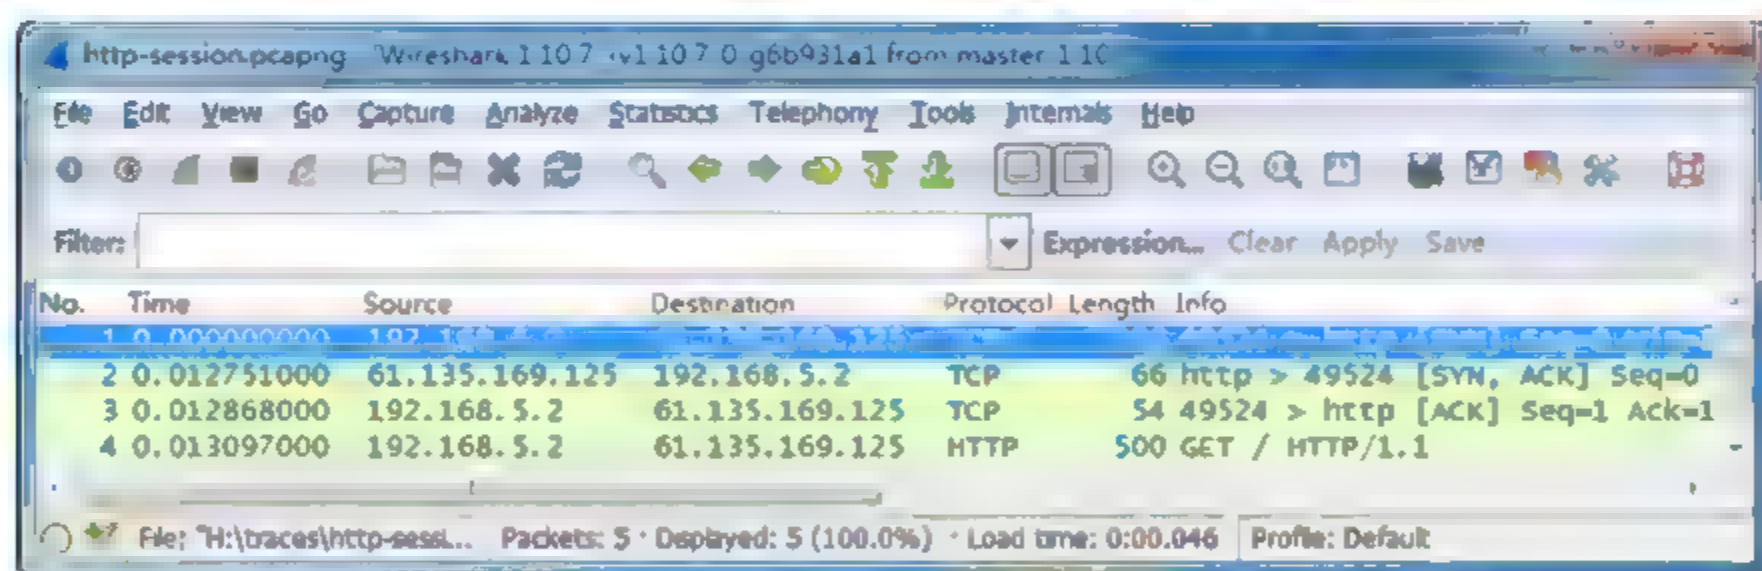 http-session.pcapng Wireshark 1.10.7 (v1.10.7-0-g6b931a1 from master-1.10
File Edit View Go Capture Analyze Statistics Telephony Tools Internals Help
Filter: Expression... Clear Apply Save
No. Time Source Destination Protocol Length Info
1 0.000000000 http [SYN]
2 0.012751000 61.135.169.125 192.168.5.2 TCP 66 http > 49524 [SYN, ACK] Seq=0
3 0.012868000 192.168.5.2 61.135.169.125 TCP 54 49524 > http [ACK] Seq=1 Ack=1
4 0.013097000 192.168.5.2 61.135.169.125 HTTP 500 GET / HTTP/1.1
File: "H:\traces\http-sessi... Packets: 5 · Displayed: 5 (100.0%) · Load time: 0:00.046 Profile: Default